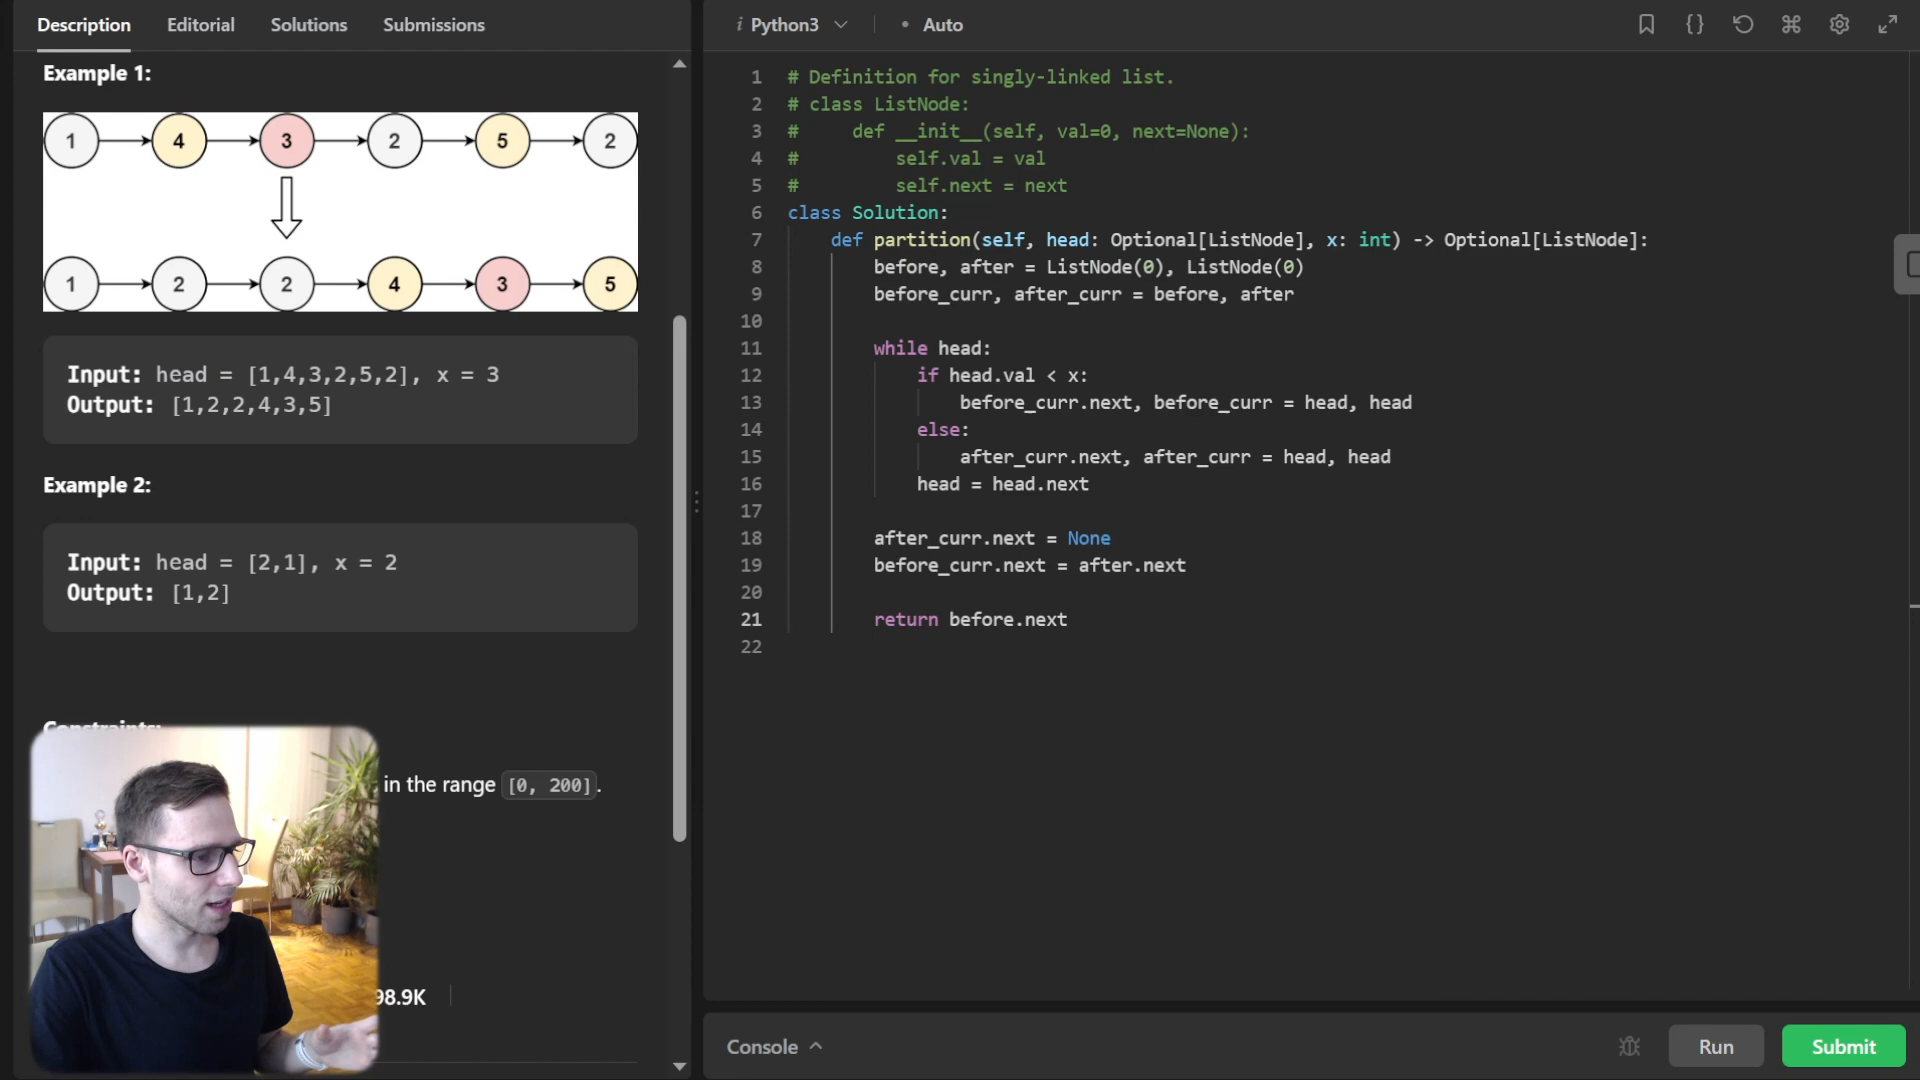 Description
Editorial
Solutions
Submissions
Example 1:
1 4 3 2 5 2
1 2 2 4 3 5
Input: head = [1,4,3,2,5,2], x = 3
Output: [1,2,2,4,3,5]
Example 2:
Input: head = [2,1], x = 2
Output: [1,2]
Constraints:
in the range [0, 200].
98.9K
i Python3
• Auto
1 # Definition for singly-linked list.
2 # class ListNode:
3 #     def __init__(self, val=0, next=None):
4 #         self.val = val
5 #         self.next = next
6 class Solution:
7     def partition(self, head: Optional[ListNode], x: int) -> Optional[ListNode]:
8         before, after = ListNode(0), ListNode(0)
9         before_curr, after_curr = before, after
10
11         while head:
12             if head.val < x:
13                 before_curr.next, before_curr = head, head
14             else:
15                 after_curr.next, after_curr = head, head
16             head = head.next
17
18         after_curr.next = None
19         before_curr.next = after.next
20
21         return before.next
22
Console
Run
Submit